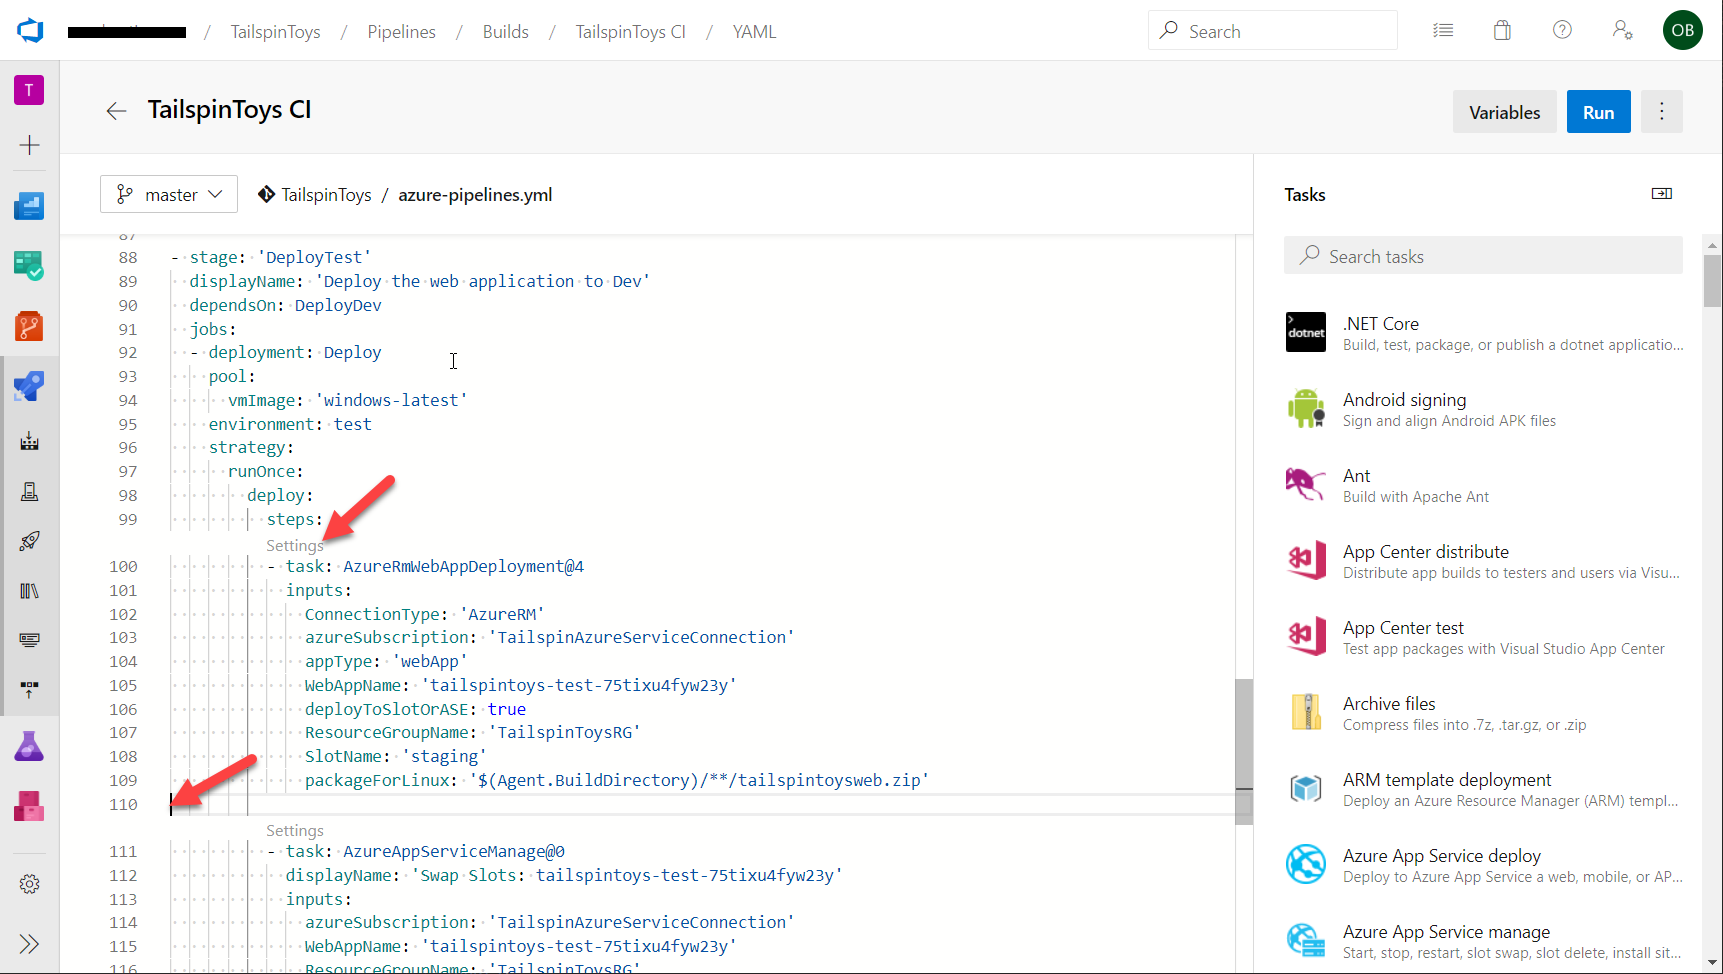 / TailspinToys / Pipelines / Builds / TailspinToys CI / YAML
Search
OB
T
TailspinToys CI
Variables
Run
master
TailspinToys / azure-pipelines.yml
87
88 - stage: 'DeployTest'
89 displayName: 'Deploy the web application to Dev'
90 dependsOn: DeployDev
91 jobs:
92 - deployment: Deploy
93 pool:
94 vmImage: 'windows-latest'
95 environment: test
96 strategy:
97 runOnce:
98 deploy:
99 steps:
Settings
100 - task: AzureRmWebAppDeployment@4
101 inputs:
102 ConnectionType: 'AzureRM'
103 azureSubscription: 'TailspinAzureServiceConnection'
104 appType: 'webApp'
105 WebAppName: 'tailspintoys-test-75tixu4fyw23y'
106 deployToSlotOrASE: true
107 ResourceGroupName: 'TailspinToysRG'
108 SlotName: 'staging'
109 packageForLinux: '$(Agent.BuildDirectory)/**/tailspintoysweb.zip'
110
Settings
111 - task: AzureAppServiceManage@0
112 displayName: 'Swap Slots: tailspintoys-test-75tixu4fyw23y'
113 inputs:
114 azureSubscription: 'TailspinAzureServiceConnection'
115 WebAppName: 'tailspintoys-test-75tixu4fyw23y'
116 ResourceGroupName: 'TailspinToysRG'
Tasks
Search tasks
dotnet
.NET Core
Build, test, package, or publish a dotnet applicatio...
Android signing
Sign and align Android APK files
Ant
Build with Apache Ant
App Center distribute
Distribute app builds to testers and users via Visu...
App Center test
Test app packages with Visual Studio App Center
Archive files
Compress files into .7z, .tar.gz, or .zip
ARM template deployment
Deploy an Azure Resource Manager (ARM) templ...
Azure App Service deploy
Deploy to Azure App Service a web, mobile, or AP...
Azure App Service manage
Start, stop, restart, slot swap, slot delete, install sit...